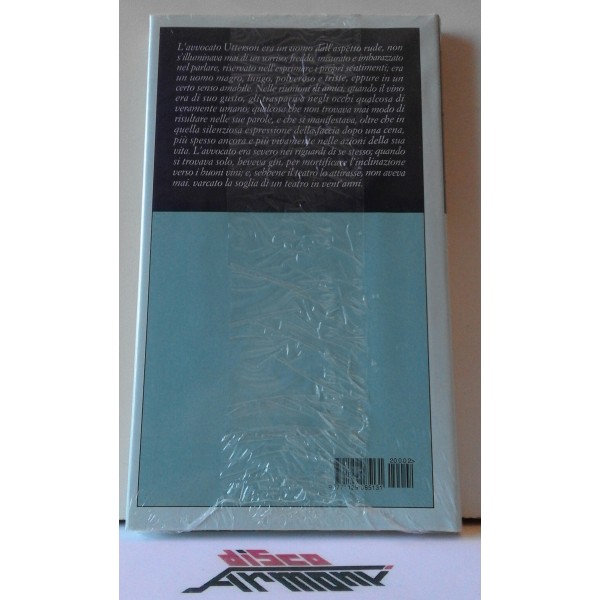 L'avvocato Uttemon era un uomo dall'aspetto rude, non
s'illuminava mai di un sorriso; freddo, misurato e imbarazzato
nel parlare, riservato nell'esprimere i propri sentimenti; era
un uomo magro, lungo, polveroso e triste, eppure in un
certo senso amabile. Nelle riunioni di amici, quando il vino
era di suo gusto, gli traspariva negli occhi qualcosa di
veramente umano; qualcosa che non trovava mai modo di
risultare nelle sue parole, e che si manifestava, oltre che in
quella silenziosa espressione della faccia dopo una cena,
più spesso ancora e più vivamente nelle azioni della sua
vita. L'avvocato era severo nei riguardi di se stesso; quando
si trovava solo, beveva gin, per mortificare l'inclinazione
verso i buoni vini; e, sebbene il teatro lo attirasse, non aveva
mai varcato la soglia di un teatro in vent'anni.
disco
Armoni